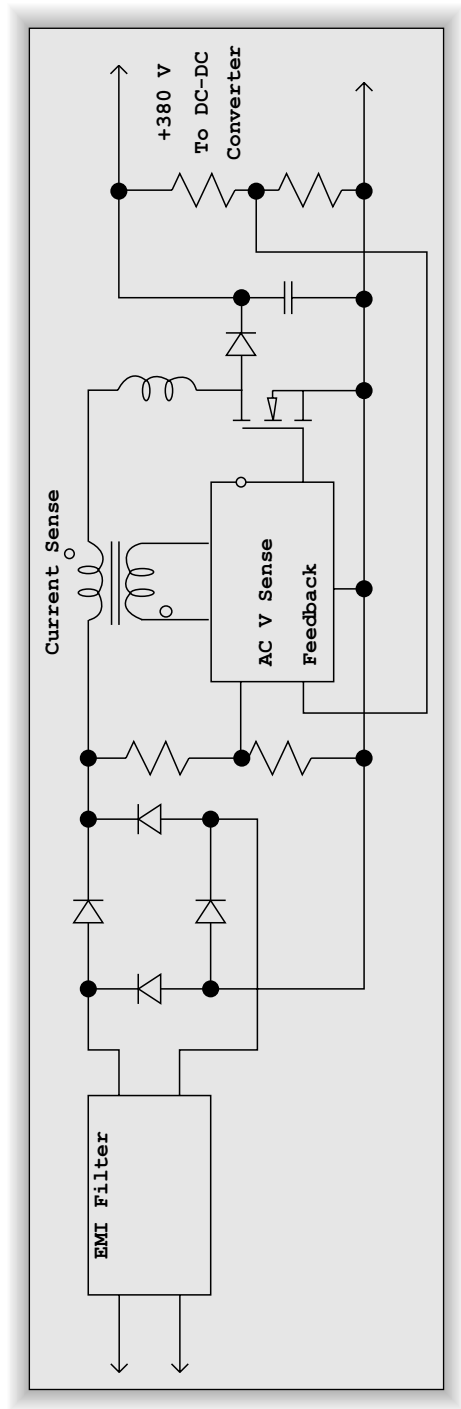 EMI Filter
Current Sense
AC V Sense
Feedback
+380 V
To DC-DC
Converter